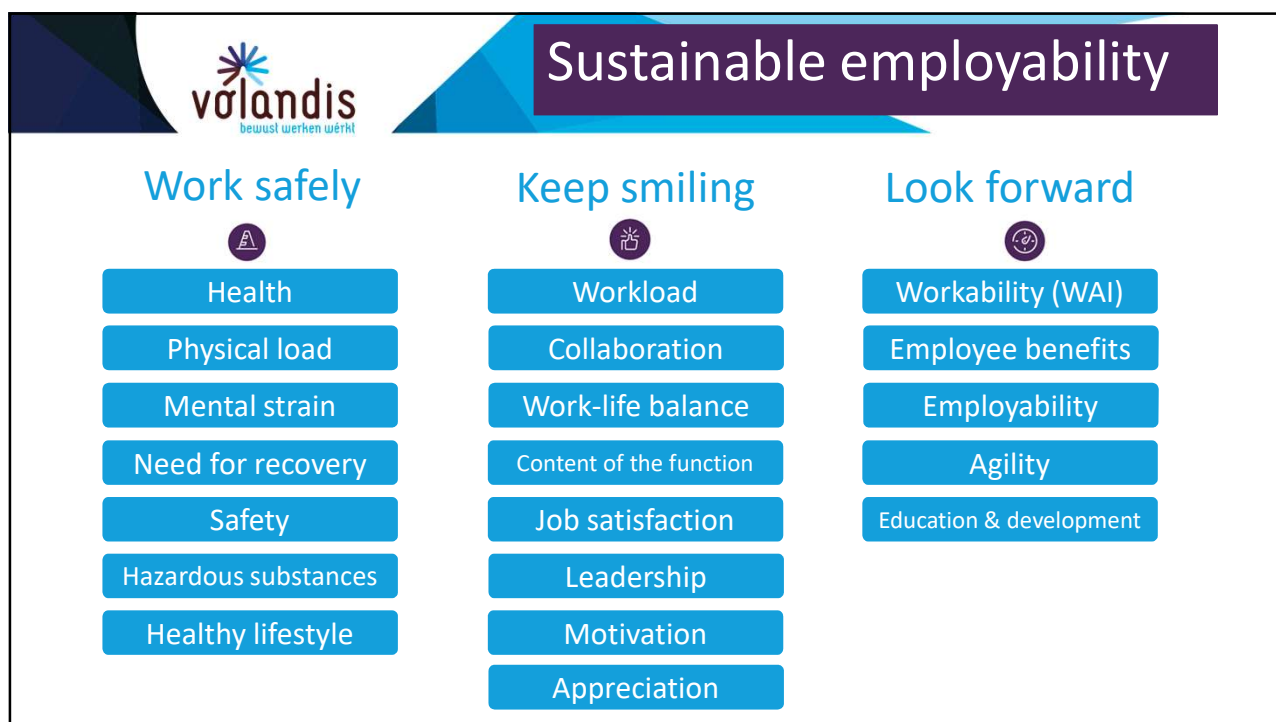 volandis
bewust werken wérkt
Sustainable employability
Work safely
Health
Physical load
Mental strain
Need for recovery
Safety
Hazardous substances
Healthy lifestyle
Keep smiling
Workload
Collaboration
Work-life balance
Content of the function
Job satisfaction
Leadership
Motivation
Appreciation
Look forward
Workability (WAI)
Employee benefits
Employability
Agility
Education & development